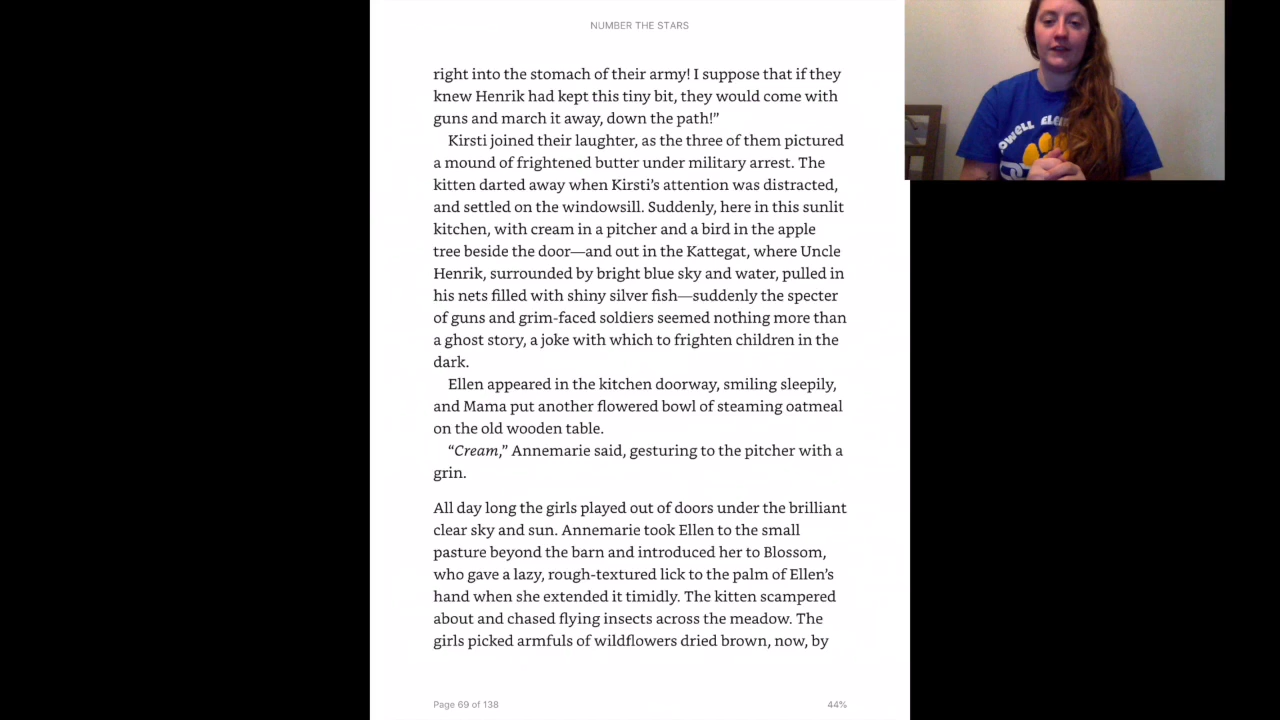 NUMBER THE STARS
right into the stomach of their army! I suppose that if they
knew Henrik had kept this tiny bit, they would come with
guns and march it away, down the path!”
Kirsti joined their laughter, as the three of them pictured
a mound of frightened butter under military arrest. The
kitten darted away when Kirsti’s attention was distracted,
and settled on the windowsill. Suddenly, here in this sunlit
kitchen, with cream in a pitcher and a bird in the apple
tree beside the door—and out in the Kattegat, where Uncle
Henrik, surrounded by bright blue sky and water, pulled in
his nets filled with shiny silver fish—suddenly the specter
of guns and grim-faced soldiers seemed nothing more than
a ghost story, a joke with which to frighten children in the
dark.
Ellen appeared in the kitchen doorway, smiling sleepily,
and Mama put another flowered bowl of steaming oatmeal
on the old wooden table.
“Cream,” Annemarie said, gesturing to the pitcher with a
grin.
All day long the girls played out of doors under the brilliant
clear sky and sun. Annemarie took Ellen to the small
pasture beyond the barn and introduced her to Blossom,
who gave a lazy, rough-textured lick to the palm of Ellen’s
hand when she extended it timidly. The kitten scampered
about and chased flying insects across the meadow. The
girls picked armfuls of wildflowers dried brown, now, by
Page 69 of 138
44%